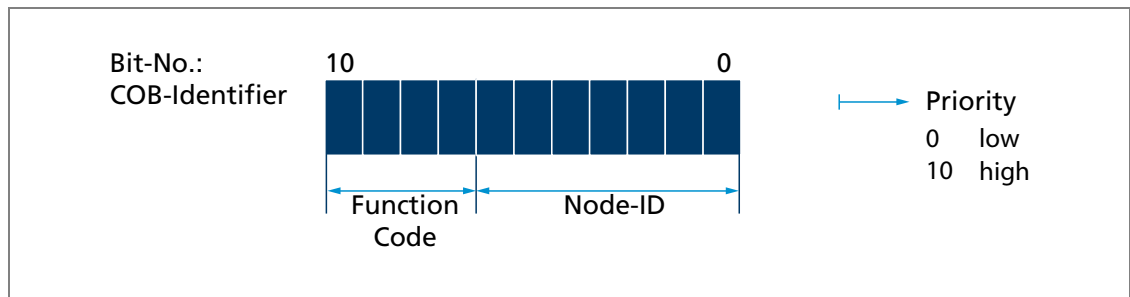 Bit-No.: 10 0
COB-Identifier
Priority
0 low
10 high
Function Node-ID
Code